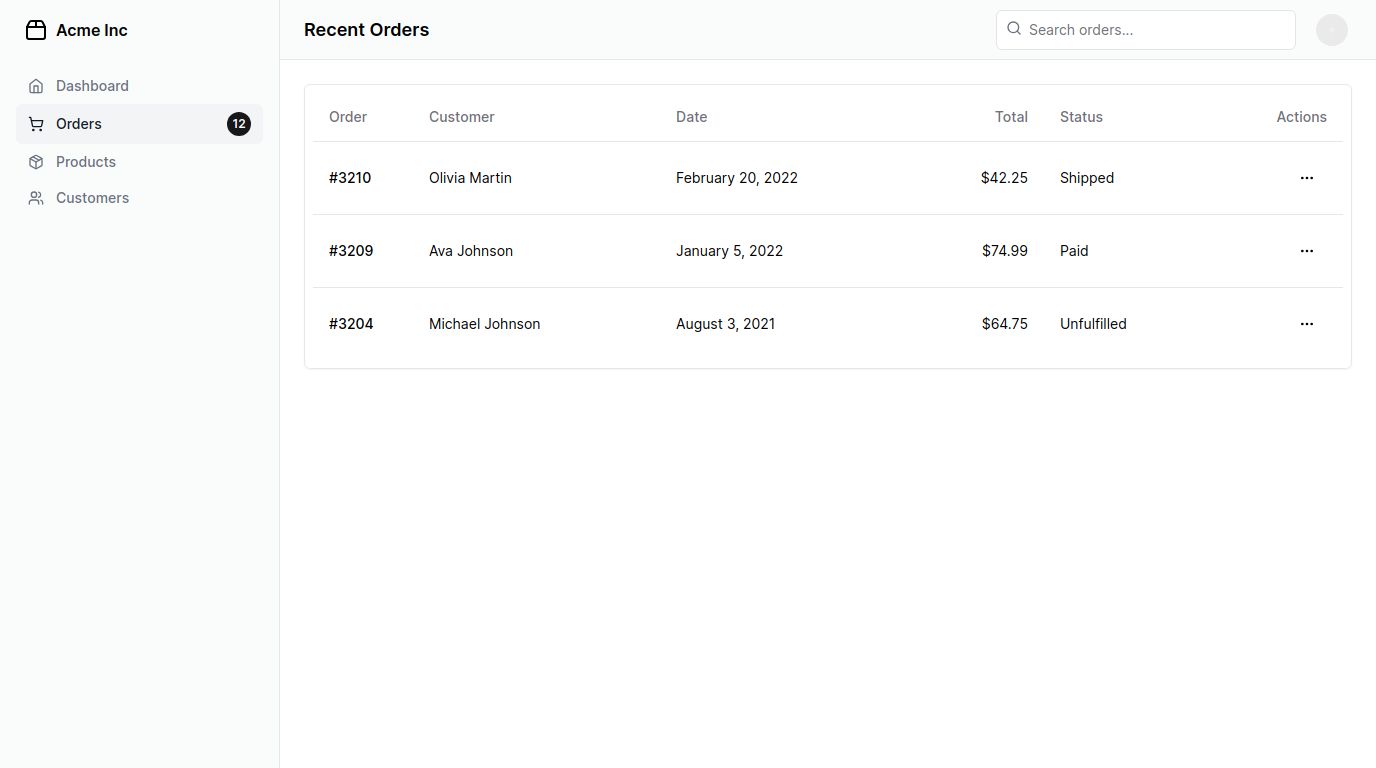 Acme Inc
Dashboard
Orders 12
Products
Customers
Recent Orders
Search orders...
Order Customer Date Total Status Actions
#3210 Olivia Martin February 20, 2022 $42.25 Shipped ...
#3209 Ava Johnson January 5, 2022 $74.99 Paid ...
#3204 Michael Johnson August 3, 2021 $64.75 Unfulfilled ...